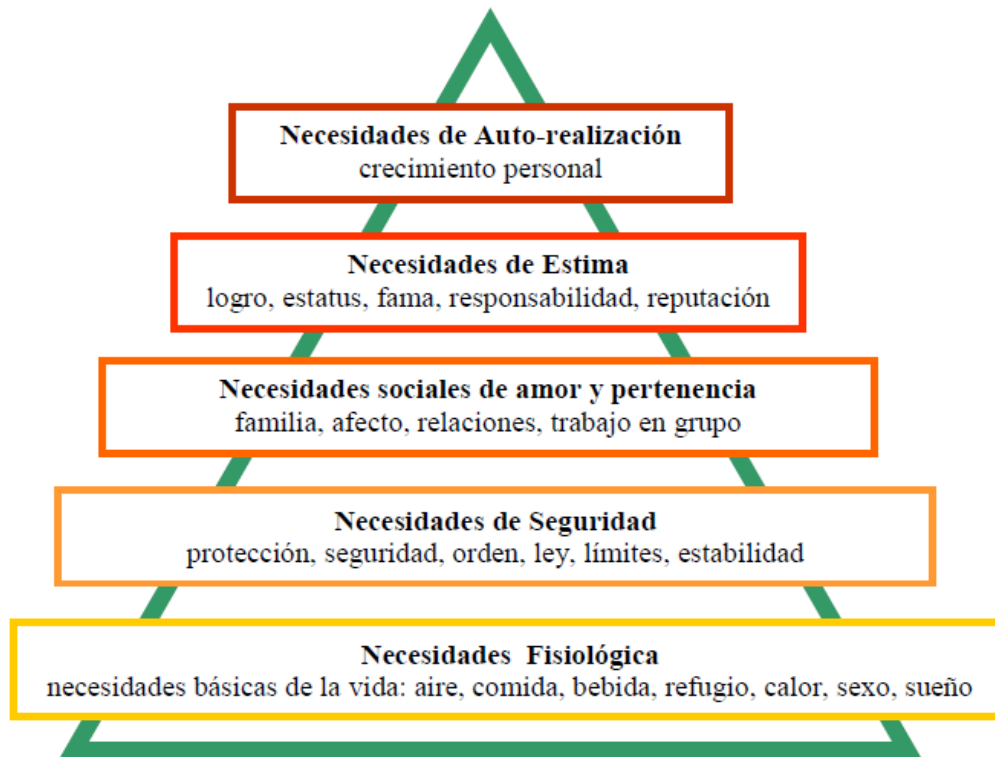 Necesidades de Auto-realización
crecimiento personal
Necesidades de Estima
logro, estatus, fama, responsabilidad, reputación
Necesidades sociales de amor y pertenencia
familia, afecto, relaciones, trabajo en grupo
Necesidades de Seguridad
protección, seguridad, orden, ley, límites, estabilidad
Necesidades Fisiológica
necesidades básicas de la vida: aire, comida, bebida, refugio, calor, sexo, sueño